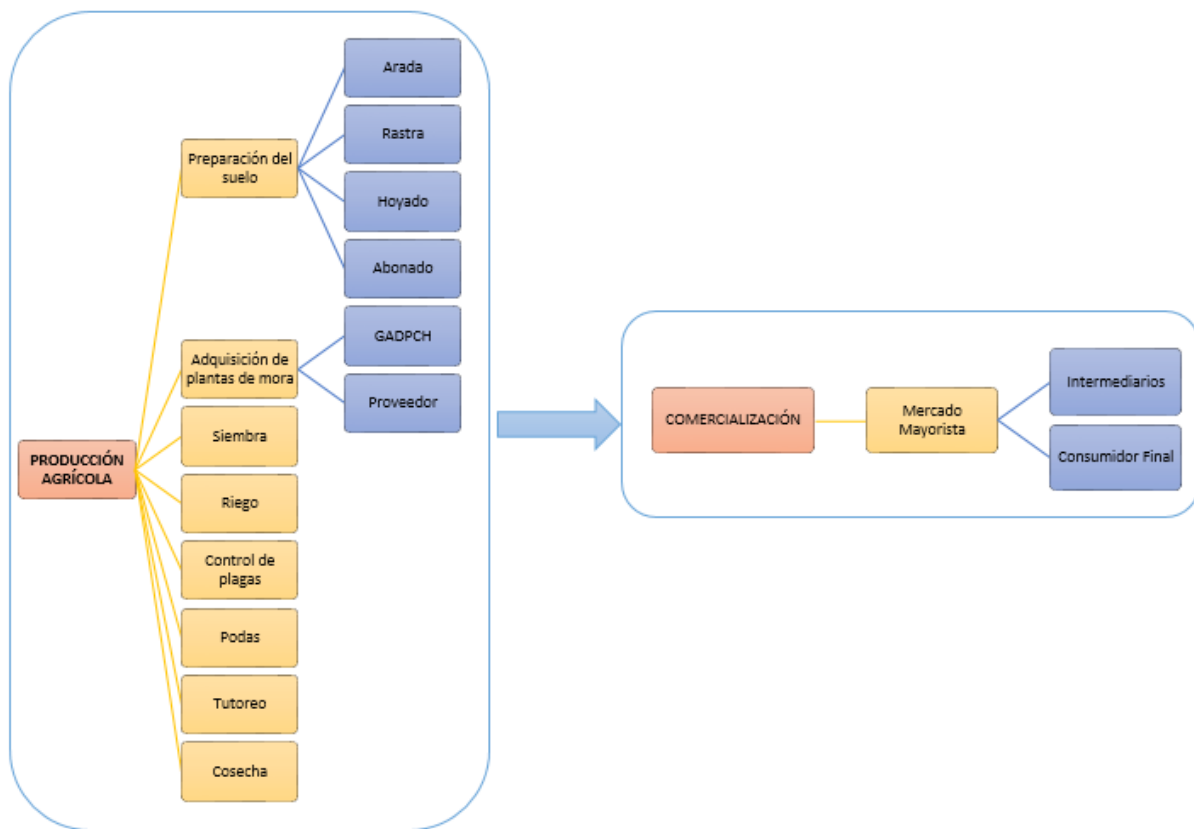 PRODUCCIÓN
AGRÍCOLA
Preparación del
suelo
Arada
Rastra
Hoyado
Abonado
Adquisición de
plantas de mora
GADPCH
Proveedor
Siembra
Riego
Control de
plagas
Podas
Tutoreo
Cosecha
COMERCIALIZACIÓN
Mercado
Mayorista
Intermediarios
Consumidor Final